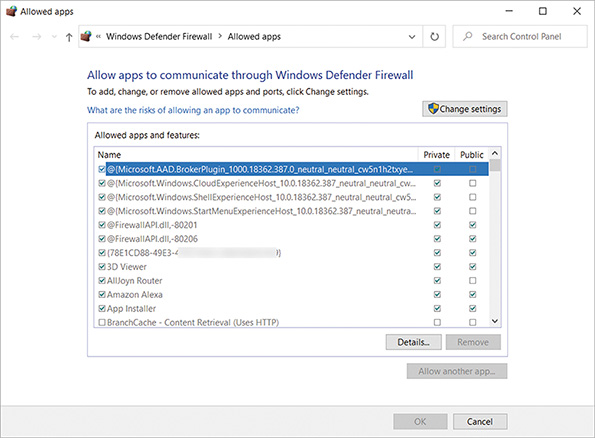 Allowed apps
Windows Defender Firewall
Allowed apps
Search Control Panel
Allow apps to communicate through Windows Defender Firewall
To add, change, or remove allowed apps and ports, click Change settings.
What are the risks of allowing an app to communicate?
Change settings
Allowed apps and features:
Name Private Public
@{Microsoft.AAD.BrokerPlugin_1000.18362.387.0_neutral_neutral_cw5n1h2txye...
@{Microsoft.Windows.CloudExperienceHost_10.0.18362.387_neutral_neutral_cw...
@{Microsoft.Windows.ShellExperienceHost_10.0.18362.387_neutral_neutral_cw5...
@{Microsoft.Windows.StartMenuExperienceHost_10.0.18362.387_neutral_neutra...
@FirewallAPI.dll,-80201
@FirewallAPI.dll,-80206
{78E1CD88-49E3-
3D Viewer
AllJoyn Router
Amazon Alexa
App Installer
BranchCache - Content Retrieval (Uses HTTP)
Details...
Remove
Allow another app...
OK
Cancel